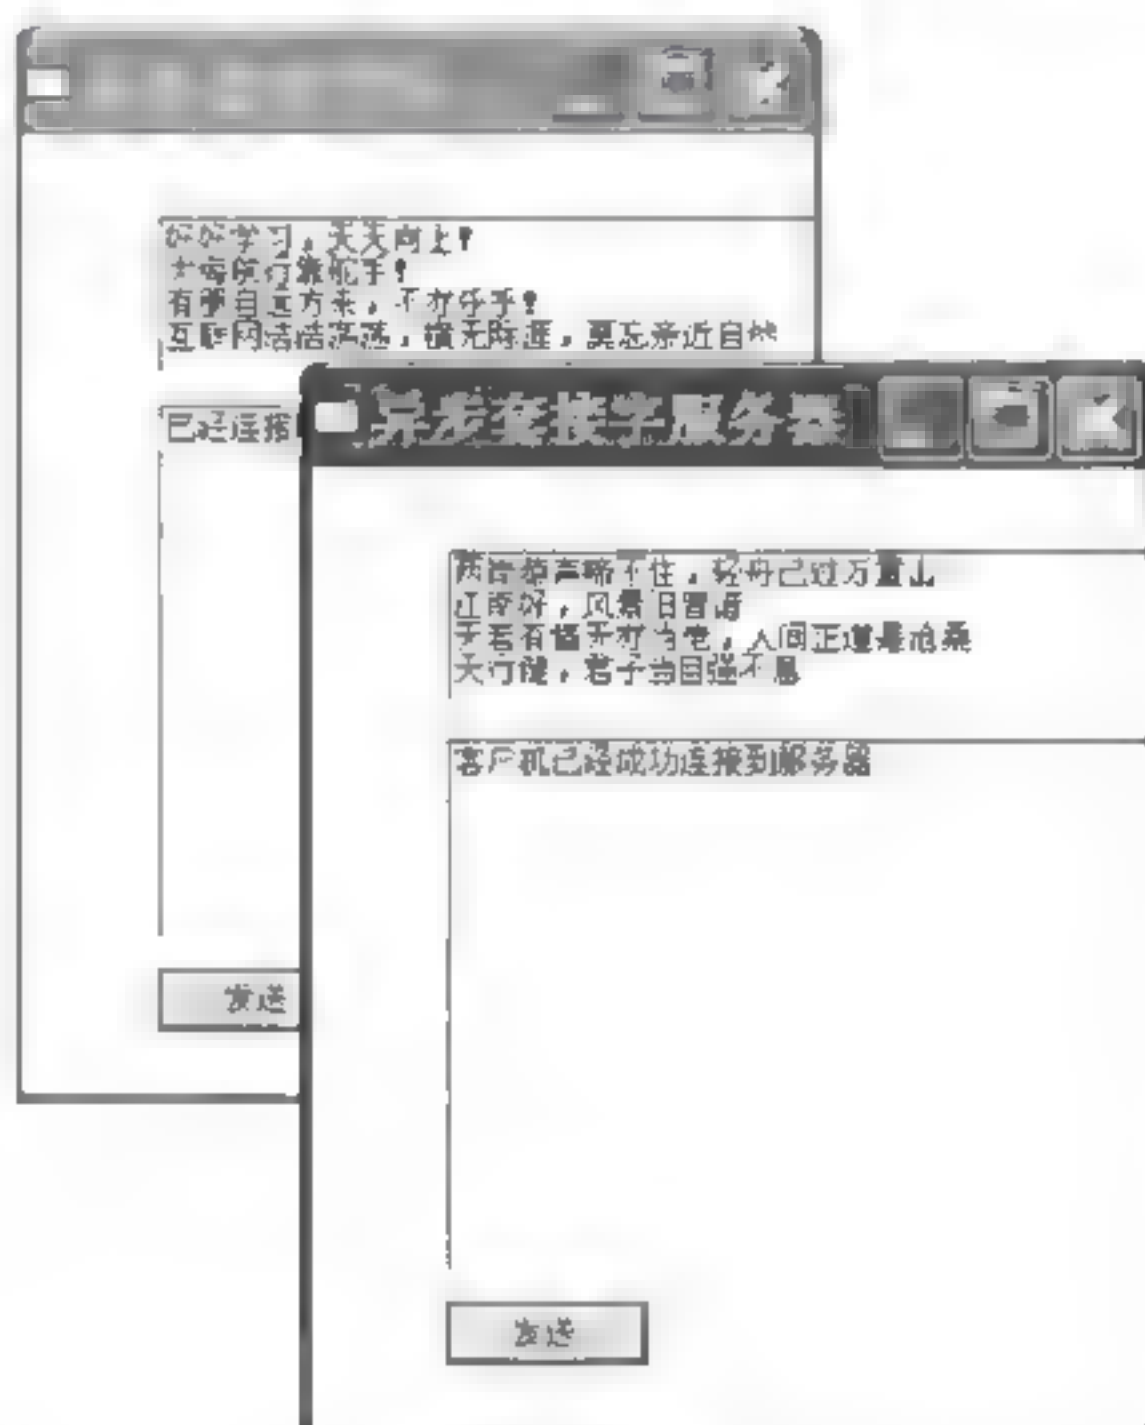 好好学习，天天向上!
大海航行靠舵手!
有朋自远方来，不亦乐乎!
互联网浩浩荡荡，横无际涯，莫忘亲近自然
已经连接
发送
异步套接字服务器
两岸猿声啼不住，轻舟已过万重山
江南好，风景旧曾谙
天若有情天亦，人间正道是沧桑
天行健，君子当自强不息
客户机已经成功连接到服务器
发送